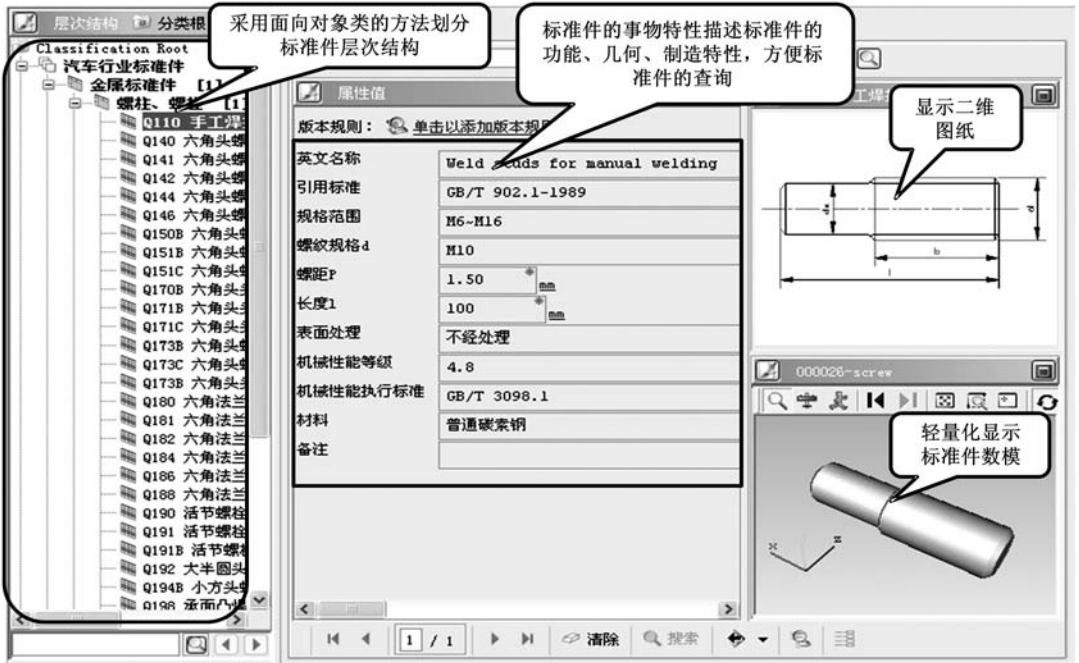 层次结构 分类根
采用面向对象类的方法划分
标准件层次结构
标准件的事物特性描述标准件的
功能、几何、制造特性，方便标
准件的查询
Classification Root
汽车行业标准件
金属标准件 [1]
螺柱、螺栓 [1]
Q110 手工焊
Q140 六角头螺
Q141 六角头螺
Q142 六角头螺
Q144 六角头螺
Q146 六角头螺
Q150B 六角头
Q151B 六角头
Q151C 六角头
Q170B 六角头
Q171B 六角头
Q171C 六角头
Q173B 六角头
Q173C 六角头
Q173B 六角头
Q180 六角法兰
Q181 六角法兰
Q182 六角法兰
Q184 六角法兰
Q186 六角法兰
Q188 六角法兰
Q190 活节螺栓
Q191 活节螺栓
Q191B 活节螺
Q192 大半圆头
Q194B 小方头
Q198 承面凸焊
属性值
版本规则： 单击以添加版本规
英文名称 Weld studs for manual welding
引用标准 GB/T 902.1-1989
规格范围 M6~M16
螺纹规格d M10
螺距P 1.50 mm
长度l 100 mm
表面处理 不经处理
机械性能等级 4.8
机械性能执行标准 GB/T 3098.1
材料 普通碳素钢
备注
1 / 1 清除 搜索
工焊
显示二维
图纸
ds
d
b
l
000026-screw
轻量化显示
标准件数模
x
z